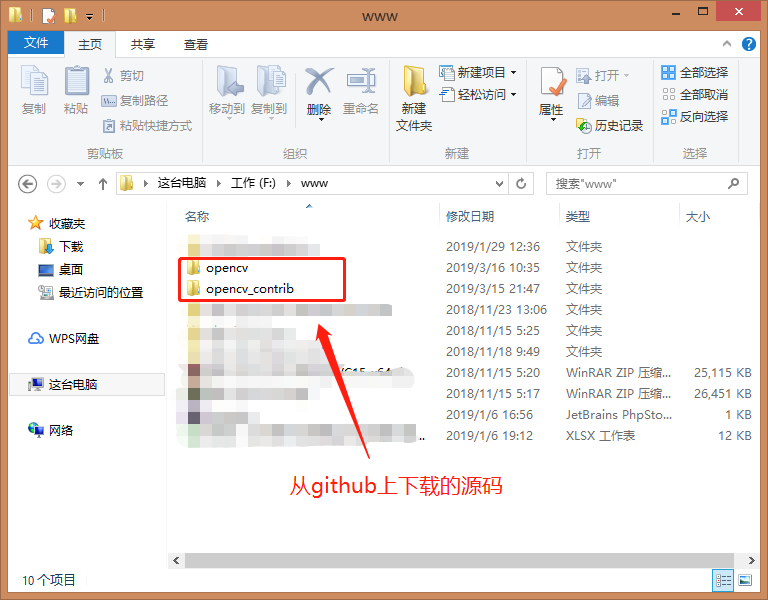 www
文件 主页 共享 查看
复制 粘贴 剪切 复制路径 粘贴快捷方式
移动到 复制到 删除 重命名
新建文件夹 新建项目 轻松访问
属性 打开 编辑 历史记录
全部选择 全部取消 反向选择
剪贴板 组织 新建 打开 选择
这台电脑 工作 (F:) www
搜索"www"
收藏夹
下载
桌面
最近访问的位置
WPS网盘
这台电脑
网络
名称 修改日期 类型 大小
2019/1/29 12:36 文件夹
opencv 2019/3/16 10:35 文件夹
opencv_contrib 2019/3/15 21:47 文件夹
2018/11/23 13:06 文件夹
2018/11/15 5:25 文件夹
2018/11/18 9:49 文件夹
2018/11/15 5:20 WinRAR ZIP 压缩... 25,115 KB
2018/11/15 5:17 WinRAR ZIP 压缩... 26,451 KB
2019/1/6 16:56 JetBrains PhpSto... 1 KB
.. 2019/1/6 19:12 XLSX 工作表 12 KB
从github上下载的源码
10 个项目